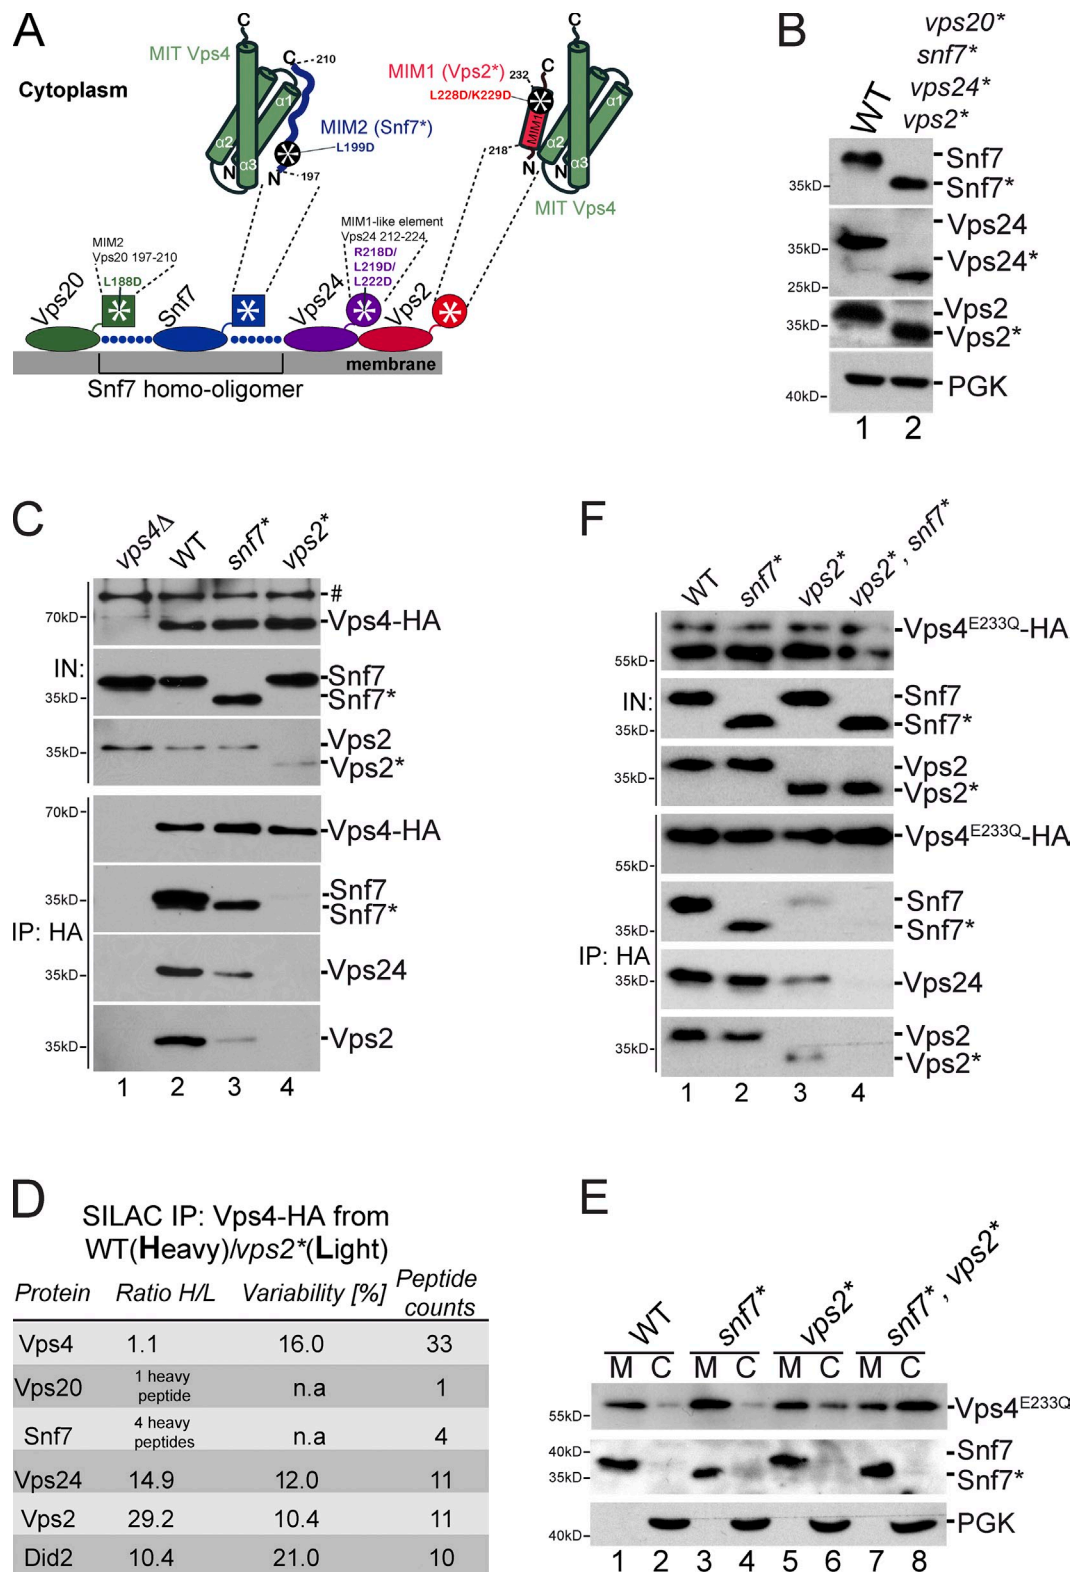 A
Cytoplasm
C
MIT Vps4
C
210
α1
α2
α3
N
197
MIM2 (Snf7*)
L199D
MIM1 (Vps2*)
232
C
L228D/K229D
MIM1
218
N
α1
α2
α3
C
MIT Vps4
MIM2
Vps20 197-210
L188D
MIM1-like element
Vps24 212-224
R218D/
L219D/
L222D
Vps20
Snf7
Vps24
Vps2
membrane
Snf7 homo-oligomer
B
vps20*
snf7*
vps24*
vps2*
WT
Snf7
35kD
Snf7*
Vps24
35kD
Vps24*
25kD
Vps2
35kD
Vps2*
PGK
40kD
1 2
C
vps4Δ WT snf7* vps2*
#
70kD
Vps4-HA
IN:
Snf7
35kD
Snf7*
35kD
Vps2
Vps2*
70kD
Vps4-HA
35kD
Snf7
Snf7*
IP: HA
35kD
Vps24
35kD
Vps2
1 2 3 4
F
WT snf7* vps2* vps2*, snf7*
Vps4E233Q-HA
55kD
IN:
Snf7
35kD
Snf7*
Vps2
35kD
Vps2*
Vps4E233Q-HA
55kD
Snf7
35kD
Snf7*
IP: HA
35kD
Vps24
Vps2
35kD
Vps2*
1 2 3 4
D
SILAC IP: Vps4-HA from
WT(Heavy)/vps2*(Light)
Protein Ratio H/L Variability [%] Peptide counts
Vps4 1.1 16.0 33
Vps20 1 heavy peptide n.a 1
Snf7 4 heavy peptides n.a 4
Vps24 14.9 12.0 11
Vps2 29.2 10.4 11
Did2 10.4 21.0 10
E
WT snf7* vps2* snf7*, vps2*
M C M C M C M C
Vps4E233Q
55kD
40kD
Snf7
35kD
Snf7*
PGK
40kD
1 2 3 4 5 6 7 8